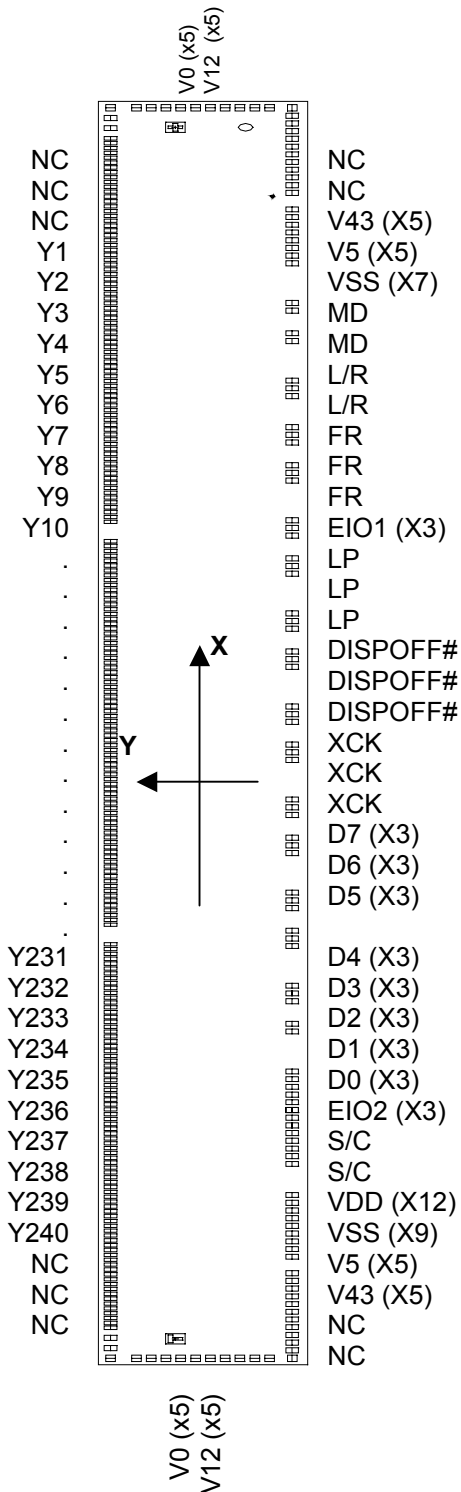 V0 (x5)
V12 (x5)
NC
NC
NC
Y1
Y2
Y3
Y4
Y5
Y6
Y7
Y8
Y9
Y10
.
.
.
.
.
.
.
.
.
.
.
.
.
Y231
Y232
Y233
Y234
Y235
Y236
Y237
Y238
Y239
Y240
NC
NC
NC
X
Y
NC
NC
V43 (X5)
V5 (X5)
VSS (X7)
MD
MD
L/R
L/R
FR
FR
FR
EIO1 (X3)
LP
LP
LP
DISPOFF#
DISPOFF#
DISPOFF#
XCK
XCK
XCK
D7 (X3)
D6 (X3)
D5 (X3)
D4 (X3)
D3 (X3)
D2 (X3)
D1 (X3)
D0 (X3)
EIO2 (X3)
S/C
S/C
VDD (X12)
VSS (X9)
V5 (X5)
V43 (X5)
NC
NC
V0 (x5)
V12 (x5)